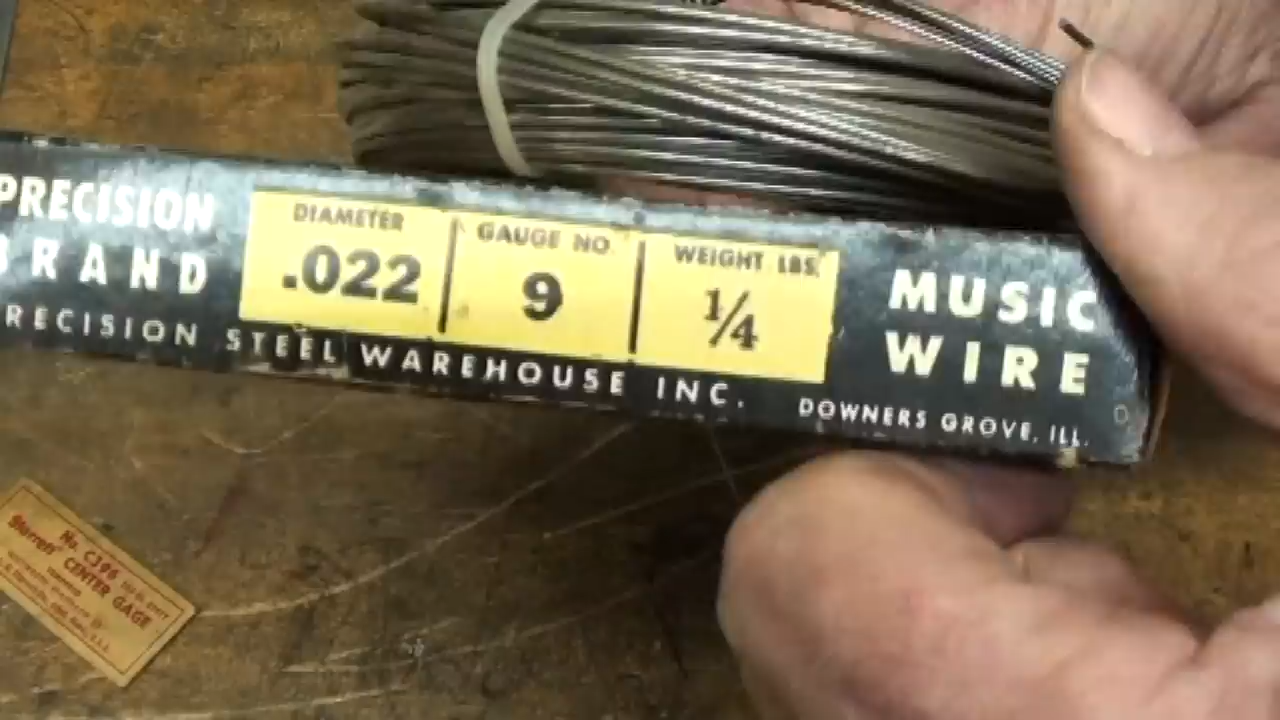 PRECISION
BRAND
DIAMETER
.022
GAUGE NO.
9
WEIGHT LBS.
1/4
MUSIC
WIRE
RECISION STEEL WAREHOUSE INC.
DOWNERS GROVE, ILL.
No. C396
Starrett CENTER GAGE